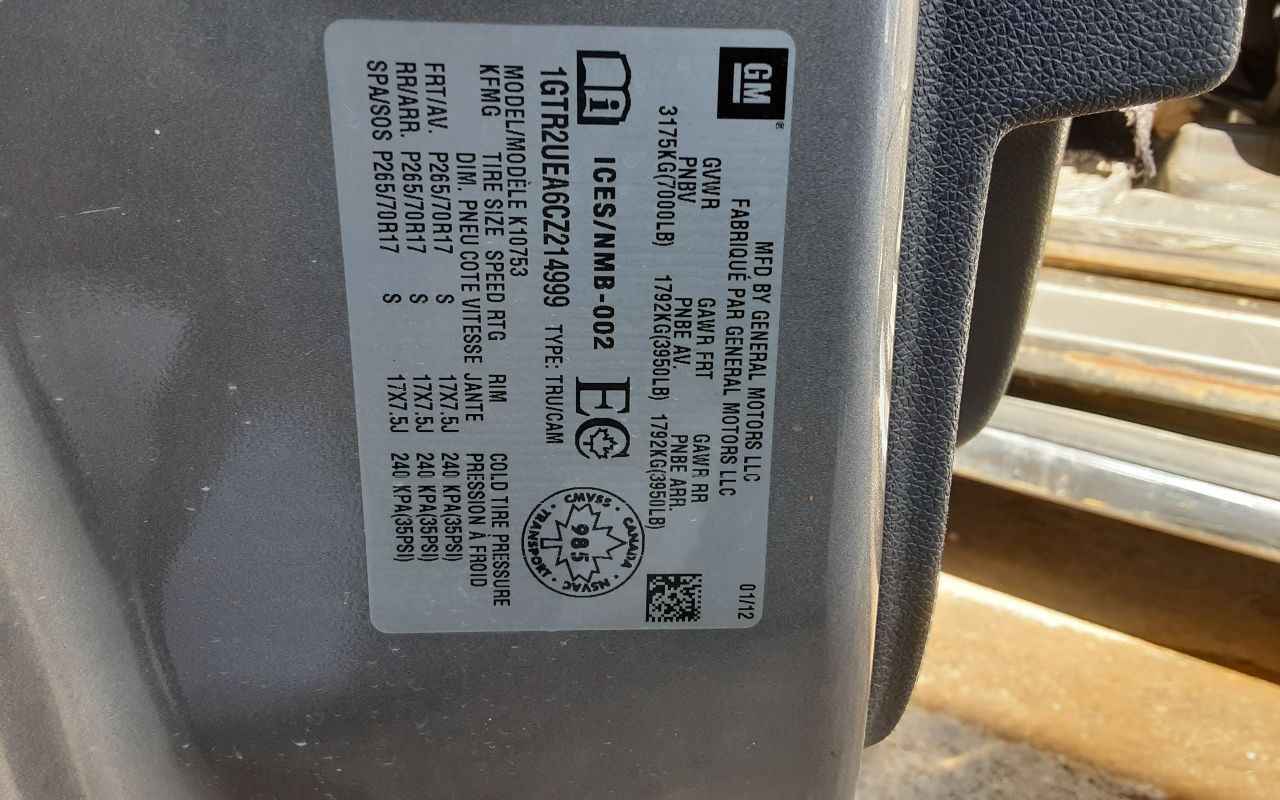 GM
®
MFD BY GENERAL MOTORS LLC 01/12
FABRIQUÉ PAR GENERAL MOTORS LLC
GVWR GAWR FRT GAWR RR
PNBV PNBE AV. PNBE ARR.
3175KG(7000LB) 1792KG(3950LB) 1792KG(3950LB)
i ICES/NMB-002 EC
CMVSS · CANADA · NSVAC · TRANSPORT ·
985
1GTR2UEA6CZ214999 TYPE: TRU/CAM
MODEL/MODÈLE K10753
KFMG TIRE SIZE SPEED RTG RIM COLD TIRE PRESSURE
DIM. PNEU COTE VITESSE JANTE PRESSION À FROID
FRT/AV. P265/70R17 S 17X7.5J 240 KPA(35PSI)
RR/ARR. P265/70R17 S 17X7.5J 240 KPA(35PSI)
SPA/SOS P265/70R17 S 17X7.5J 240 KPA(35PSI)